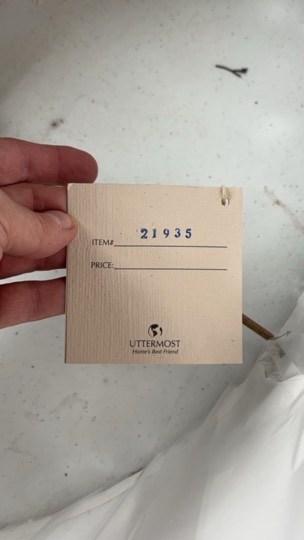 ITEM# 21935
PRICE:
UTTERMOST
Home's Best Friend